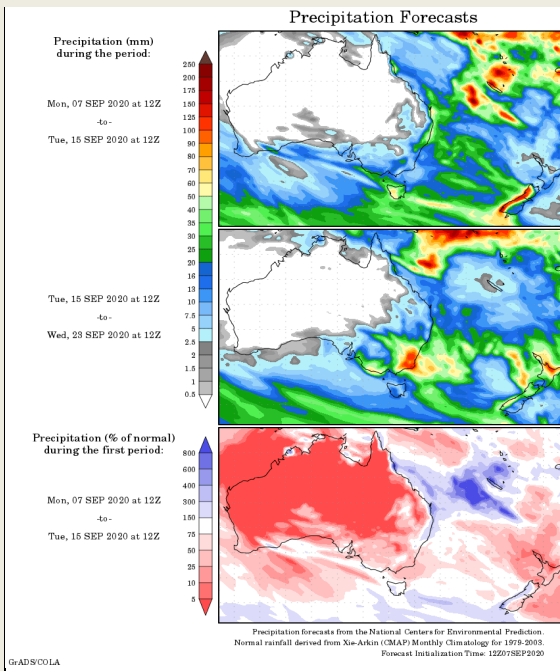 Precipitation Forecasts
Precipitation (mm)
during the period:
Mon, 07 SEP 2020 at 12Z
-to-
Tue, 15 SEP 2020 at 12Z
250
200
175
150
125
100
90
80
70
60
50
45
40
35
30
25
20
16
13
10
7.5
5
2.5
2
1.5
1
0.5
Tue, 15 SEP 2020 at 12Z
-to-
Wed, 23 SEP 2020 at 12Z
Precipitation (% of normal)
during the first period:
Mon, 07 SEP 2020 at 12Z
-to-
Tue, 15 SEP 2020 at 12Z
800
600
400
300
150
75
50
25
10
5
Precipitation forecasts from the National Centers for Environmental Prediction.
Normal rainfall derived from Xie-Arkin (CMAP) Monthly Climatology for 1979-2003.
Forecast Initialization Time: 12Z07SEP2020
GrADS/COLA